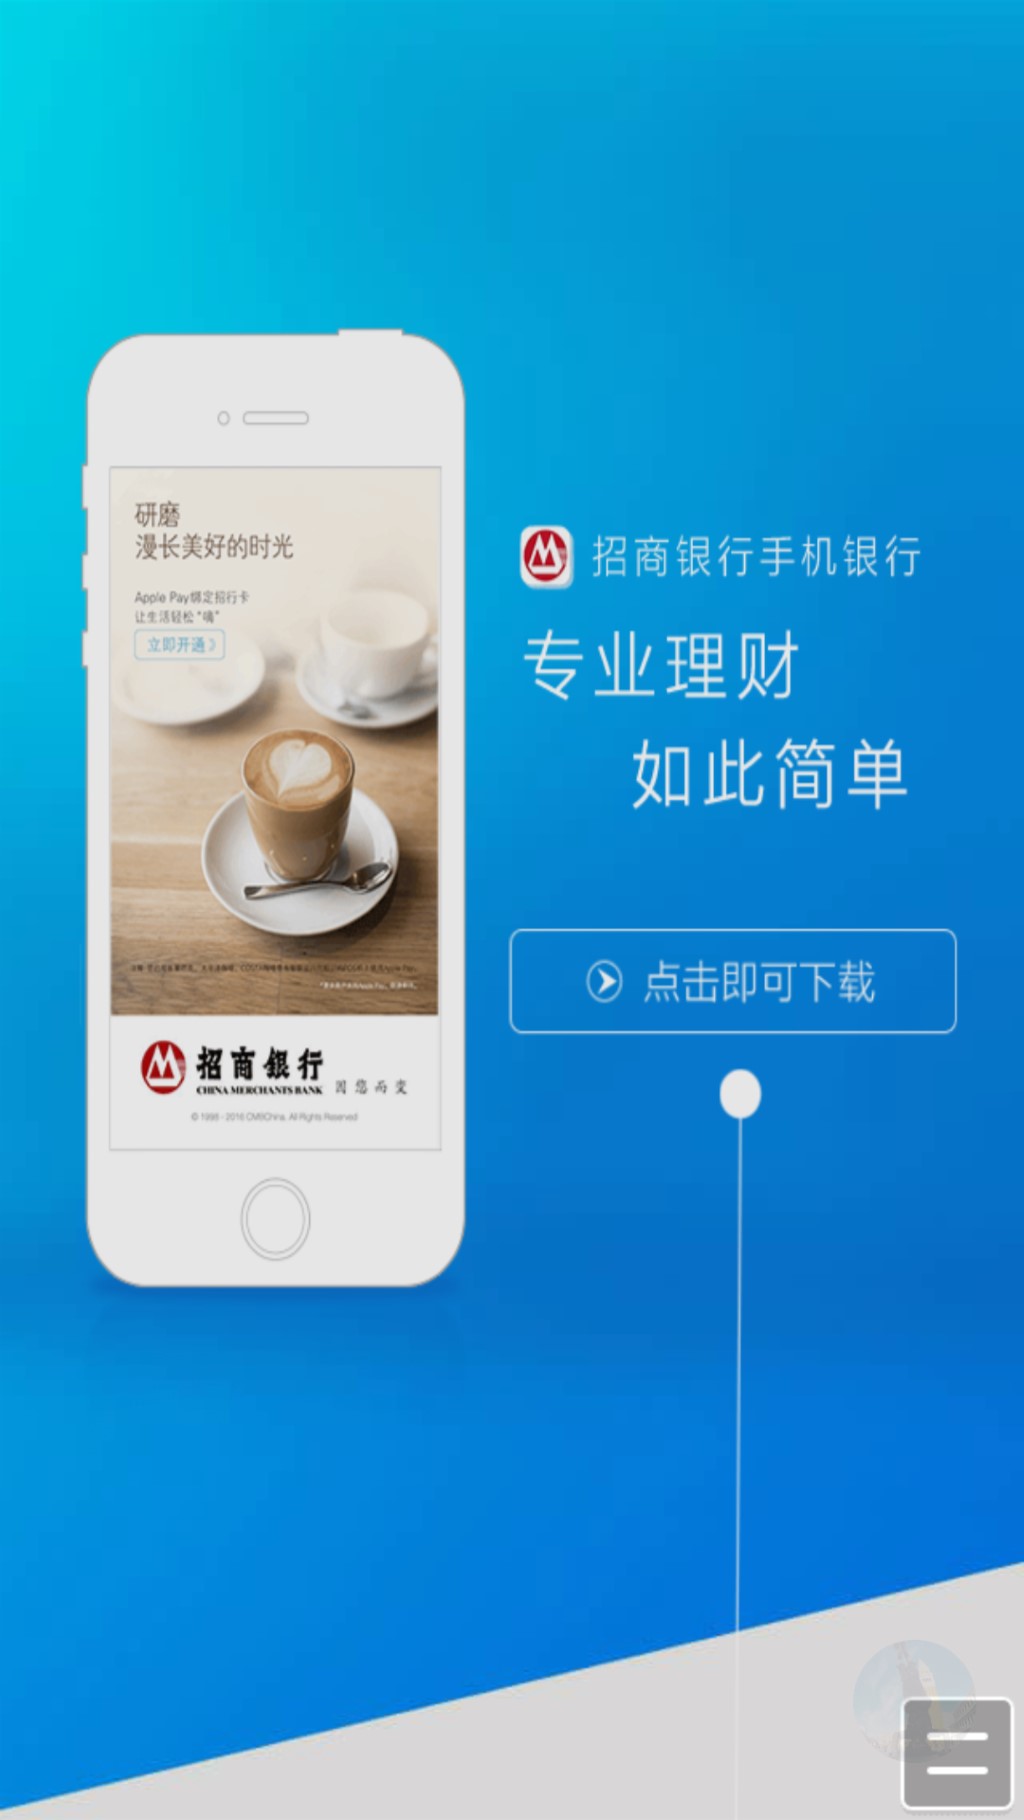 研磨
漫长美好的时光
Apple Pay绑定招行卡
让生活轻松“嘀”
立即开通》
招商银行
CHINA MERCHANTS BANK
因您而变
© 1998 - 2016 CMBChina. All Rights Reserved
招商银行手机银行
专业理财
如此简单
点击即可下载